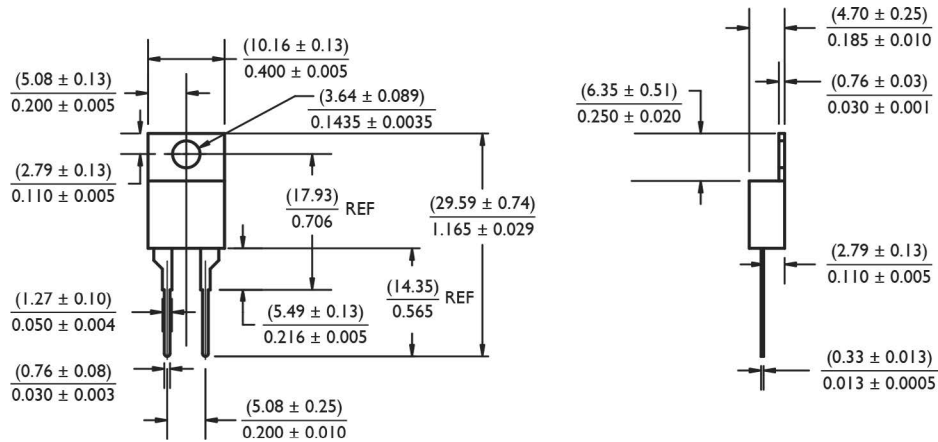 (10.16 ± 0.13)
0.400 ± 0.005
(5.08 ± 0.13)
0.200 ± 0.005
(3.64 ± 0.089)
0.1435 ± 0.0035
(2.79 ± 0.13)
0.110 ± 0.005
(17.93)
0.706
REF
(29.59 ± 0.74)
1.165 ± 0.029
(14.35)
0.565
REF
(1.27 ± 0.10)
0.050 ± 0.004
(5.49 ± 0.13)
0.216 ± 0.005
(0.76 ± 0.08)
0.030 ± 0.003
(5.08 ± 0.25)
0.200 ± 0.010
(4.70 ± 0.25)
0.185 ± 0.010
(6.35 ± 0.51)
0.250 ± 0.020
(0.76 ± 0.03)
0.030 ± 0.001
(2.79 ± 0.13)
0.110 ± 0.005
(0.33 ± 0.013)
0.013 ± 0.0005